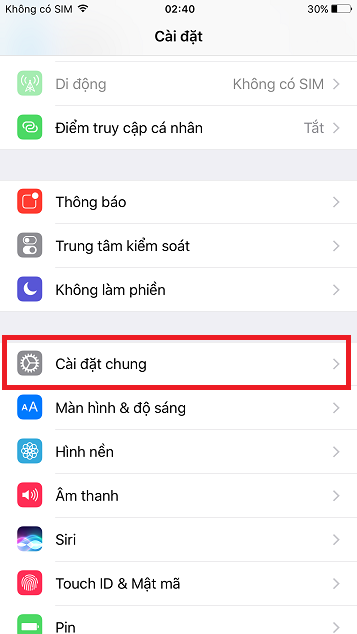 Không có SIM 02:40 30%
Cài đặt
Di động Không có SIM
Điểm truy cập cá nhân Tắt
Thông báo
Trung tâm kiểm soát
Không làm phiền
Cài đặt chung
AA Màn hình & độ sáng
Hình nền
Âm thanh
Siri
Touch ID & Mật mã
Pin